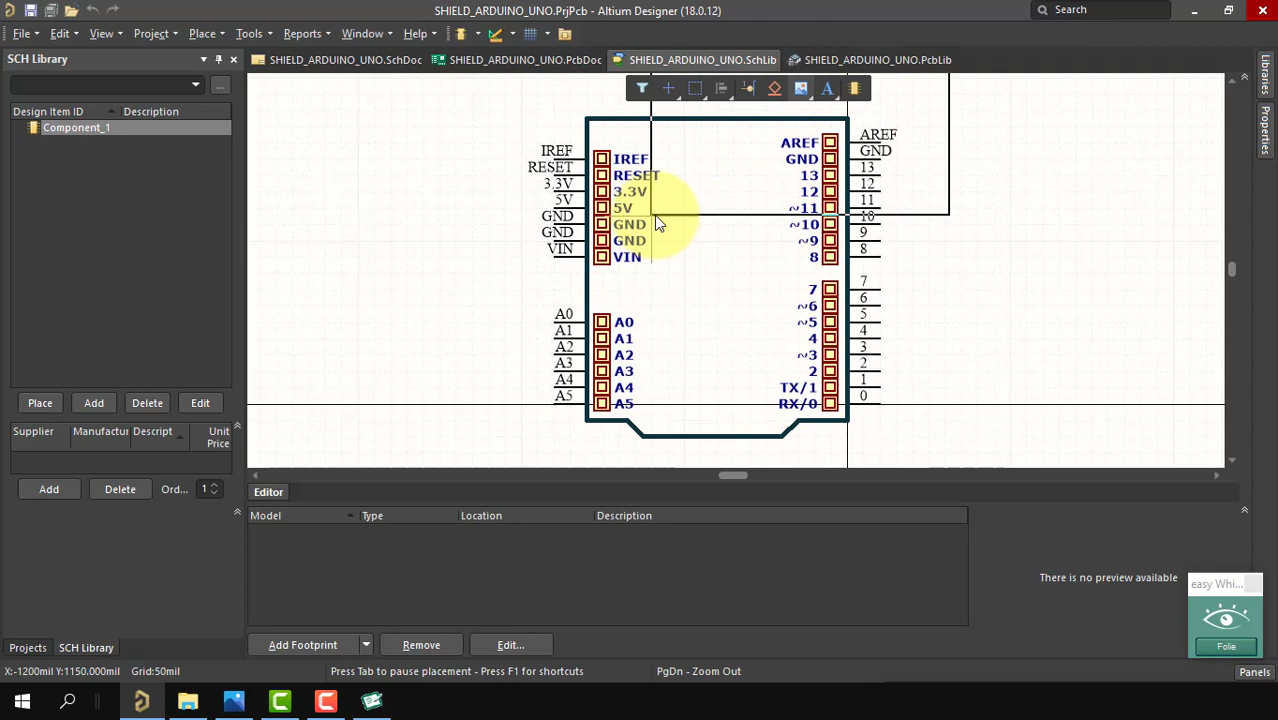 SHIELD_ARDUINO_UNO.PrjPcb - Altium Designer (18.0.12)
Search
File Edit View Project Place Tools Reports Window Help
SCH Library
SHIELD_ARDUINO_UNO.SchDoc SHIELD_ARDUINO_UNO.PcbDoc SHIELD_ARDUINO_UNO.SchLib SHIELD_ARDUINO_UNO.PcbLib
Libraries
Properties
...
Design Item ID Description
Component_1
Place Add Delete Edit
Supplier Manufactur Descript Unit Price
Add Delete Ord... 1
IREF IREF
RESET RESET
3.3V 3.3V
5V 5V
GND GND
GND GND
VIN VIN
A0 A0
A1 A1
A2 A2
A3 A3
A4 A4
A5 A5
AREF AREF
GND GND
13 13
12 12
~11 11
~10 10
~9 9
8 8
7 7
~6 6
~5 5
4 4
~3 3
2 2
TX/1 1
RX/0 0
Editor
Model Type Location Description
There is no preview available
easy Whi...
Folie
Add Footprint Remove Edit...
Projects SCH Library
X:-1200mil Y:1150.000mil Grid:50mil Press Tab to pause placement - Press F1 for shortcuts PgDn - Zoom Out Panels